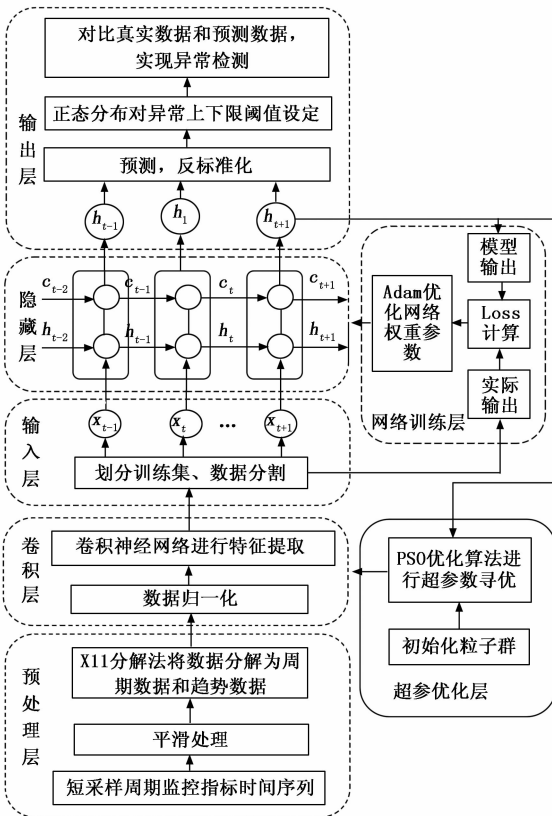 对比真实数据和预测数据，
实现异常检测
正态分布对异常上下限阈值设定
预测，反标准化
输出层
h_{t-1}
h_1
h_{t+1}
c_{t-2}
c_{t-1}
c_t
c_{t+1}
h_{t-2}
h_{t-1}
h_t
h_{t+1}
隐藏层
模型
输出
Adam优
化网络
权重参
数
Loss
计算
实际
输出
网络训练层
x_{t-1}
x_t
...
x_{t+1}
输入层
划分训练集、数据分割
卷积神经网络进行特征提取
数据归一化
卷积层
PSO优化算法进
行超参数寻优
初始化粒子群
超参优化层
X11分解法将数据分解为周
期数据和趋势数据
平滑处理
短采样周期监控指标时间序列
预处理层